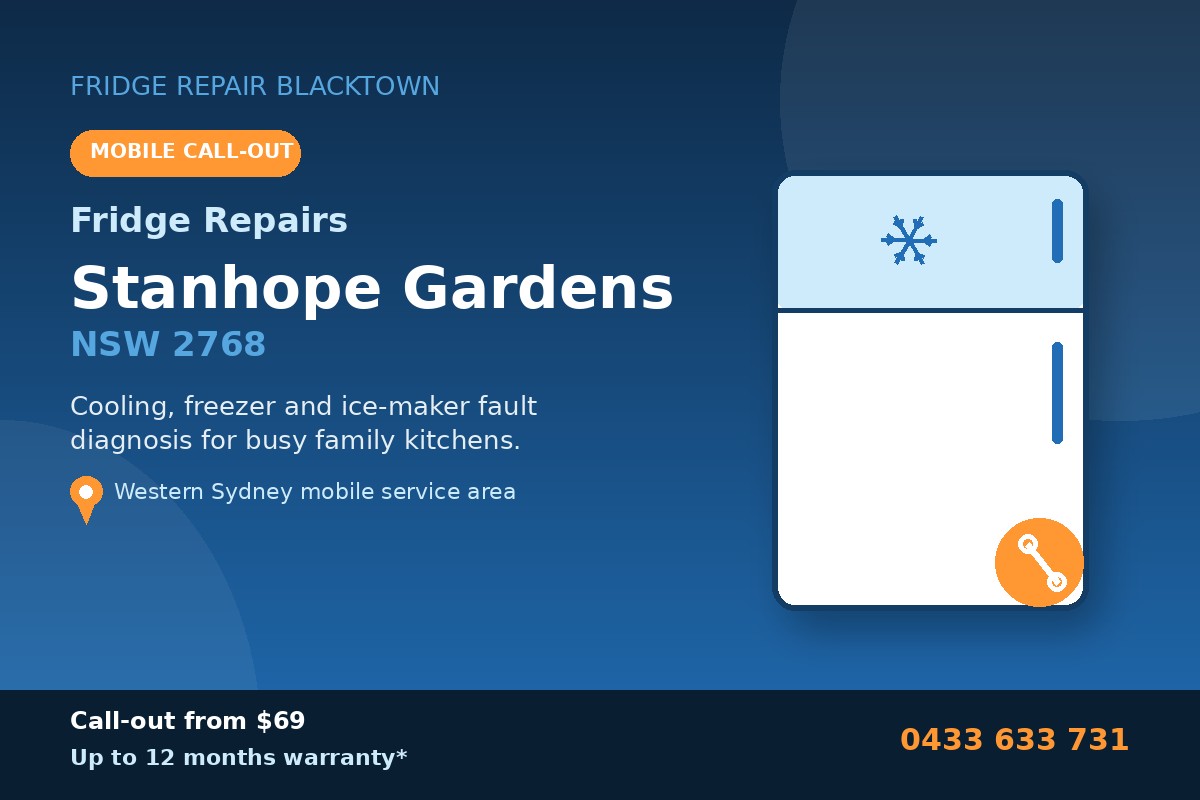 FRIDGE REPAIR BLACKTOWN
MOBILE CALL-OUT
Fridge Repairs
Stanhope Gardens
NSW 2768
Cooling, freezer and ice-maker fault
diagnosis for busy family kitchens.
Western Sydney mobile service area
Call-out from $69
Up to 12 months warranty*
0433 633 731